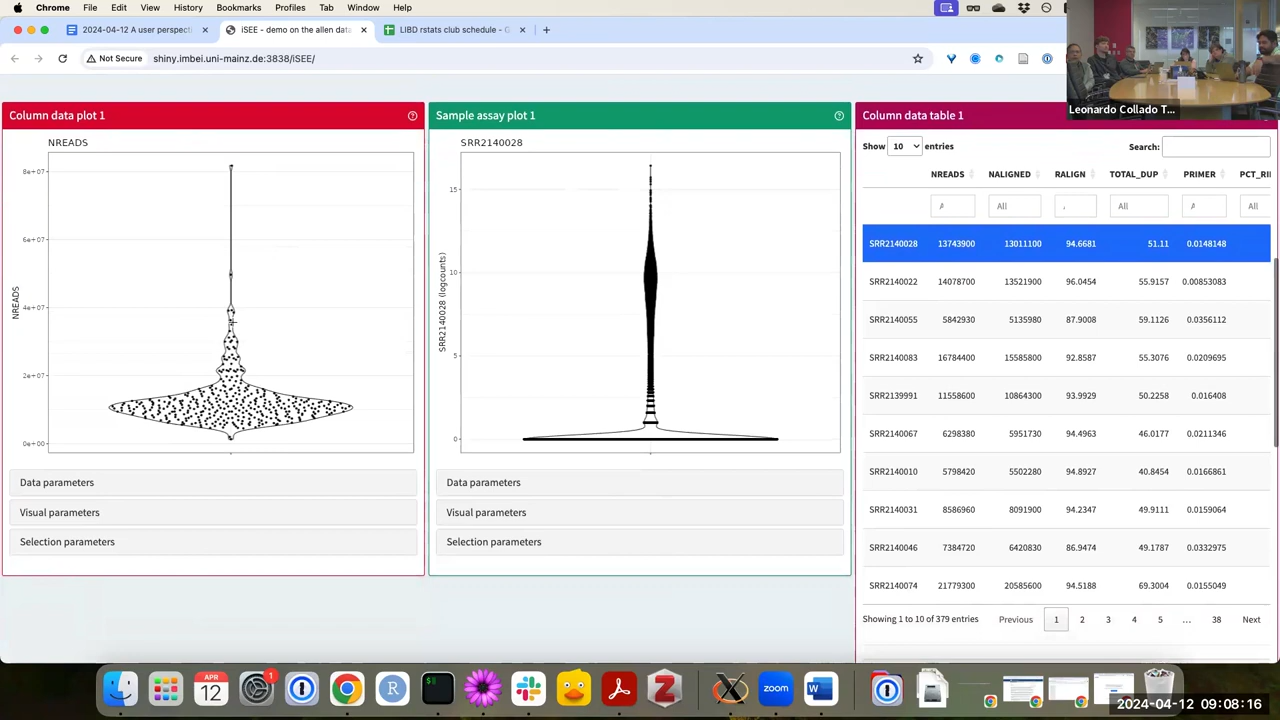 Chrome File Edit View History Bookmarks Profiles Tab Window Help
2024-04-12 A user perspecti
iSEE - demo on the allen data
LIBD rstats club schedule - G
Not Secure shiny.imbei.uni-mainz.de:3838/iSEE/
Leonardo Collado T...
Column data plot 1
NREADS
8e+07
6e+07
4e+07
2e+07
0e+00
NREADS
Data parameters
Visual parameters
Selection parameters
Sample assay plot 1
SRR2140028
15
10
5
0
SRR2140028 (logcounts)
Data parameters
Visual parameters
Selection parameters
Column data table 1
Show 10 entries Search:
NREADS NALIGNED RALIGN TOTAL_DUP PRIMER PCT_RI
A All All A All
SRR2140028 13743900 13011100 94.6681 51.11 0.0148148
SRR2140022 14078700 13521900 96.0454 55.9157 0.00853083
SRR2140055 5842930 5135980 87.9008 59.1126 0.0356112
SRR2140083 16784400 15585800 92.8587 55.3076 0.0209695
SRR2139991 11558600 10864300 93.9929 50.2258 0.016408
SRR2140067 6298380 5951730 94.4963 46.0177 0.0211346
SRR2140010 5798420 5502280 94.8927 40.8454 0.0166861
SRR2140031 8586960 8091900 94.2347 49.9111 0.0159064
SRR2140046 7384720 6420830 86.9474 49.1787 0.0332975
SRR2140074 21779300 20585600 94.5188 69.3004 0.0155049
Showing 1 to 10 of 379 entries Previous 1 2 3 4 5 ... 38 Next
APR
12
1
R
$
zoom
W
2024-04-12 09:08:16